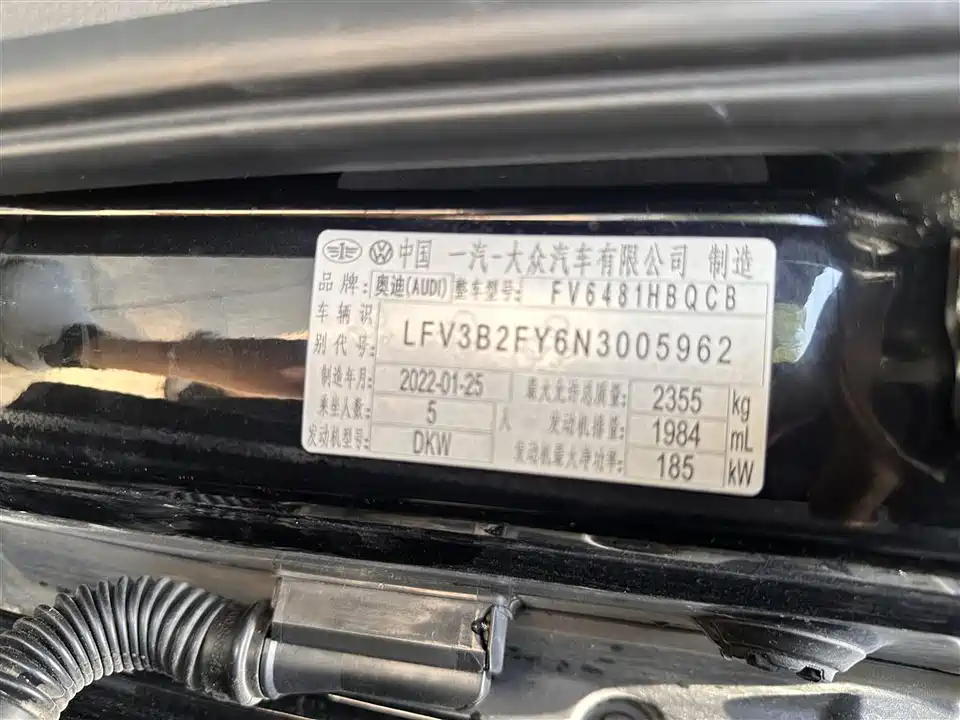 中国 一汽-大众汽车有限公司 制造
品牌: 奥迪(AUDI) 整车型号: FV6481HBQCB
车辆识
别代号: LFV3B2FY6N3005962
制造年月: 2022-01-25 最大允许总质量: 2355 kg
乘坐人数: 5 人 发动机排量: 1984 mL
发动机型号: DKW 发动机最大净功率: 185 kW